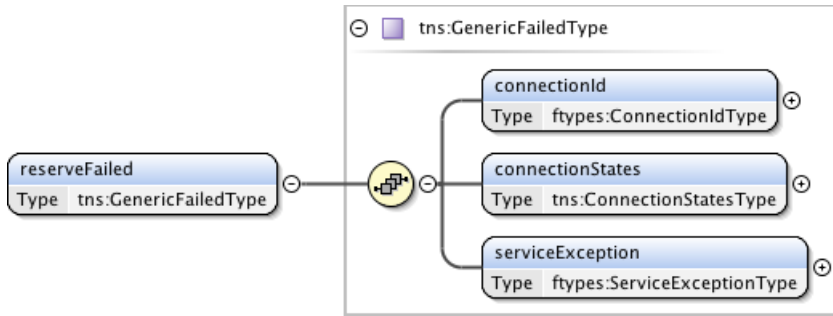 tns:GenericFailedType
connectionId
Type ftypes:ConnectionIdType
reserveFailed
Type tns:GenericFailedType
connectionStates
Type tns:ConnectionStatesType
serviceException
Type ftypes:ServiceExceptionType